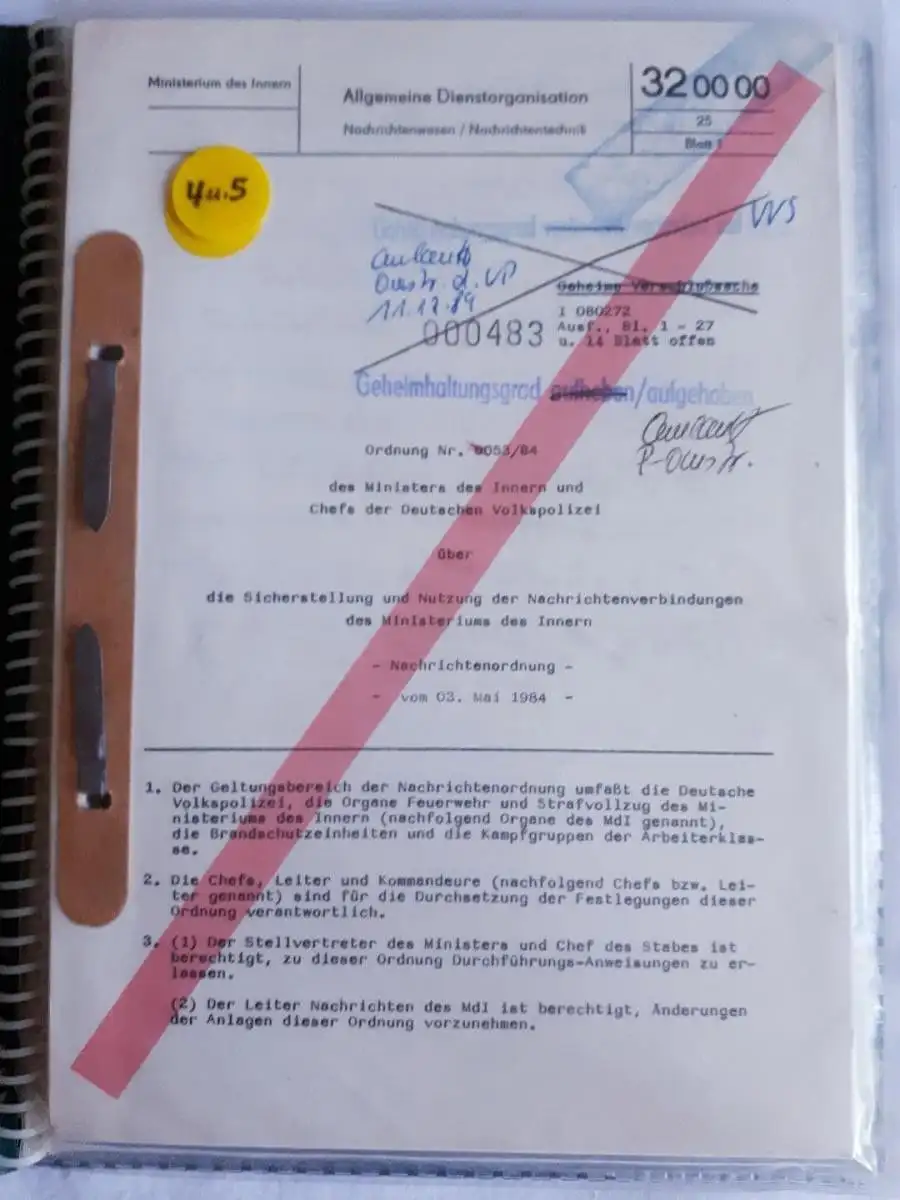 Ministerium des Innern
Allgemeine Dienstorganisation
Nachrichtenwesen / Nachrichtentechnik
32 00 00
25
Blatt 1
4 u. 5
VVS
11.12.89
Geheime Verschlußsache
I 080272
000483 Ausf., Bl. 1 - 27
u. 14 Blatt offen
Geheimhaltungsgrad aufheben/aufgehoben
Ordnung Nr. 0053/84
des Ministers des Innern und
Chefs der Deutschen Volkspolizei
über
die Sicherstellung und Nutzung der Nachrichtenverbindungen
des Ministeriums des Innern
- Nachrichtenordnung -
- vom 03. Mai 1984 -
1. Der Geltungsbereich der Nachrichtenordnung umfaßt die Deutsche
Volkspolizei, die Organe Feuerwehr und Strafvollzug des Mi-
nisteriums des Innern (nachfolgend Organe des MdI genannt),
die Brandschutzeinheiten und die Kampfgruppen der Arbeiterklas-
se.
2. Die Chefs, Leiter und Kommandeure (nachfolgend Chefs bzw. Lei-
ter genannt) sind für die Durchsetzung der Festlegungen dieser
Ordnung verantwortlich.
3. (1) Der Stellvertreter des Ministers und Chef des Stabes ist
berechtigt, zu dieser Ordnung Durchführungs-Anweisungen zu er-
lassen.
(2) Der Leiter Nachrichten des MdI ist berechtigt, Änderungen
der Anlagen dieser Ordnung vorzunehmen.